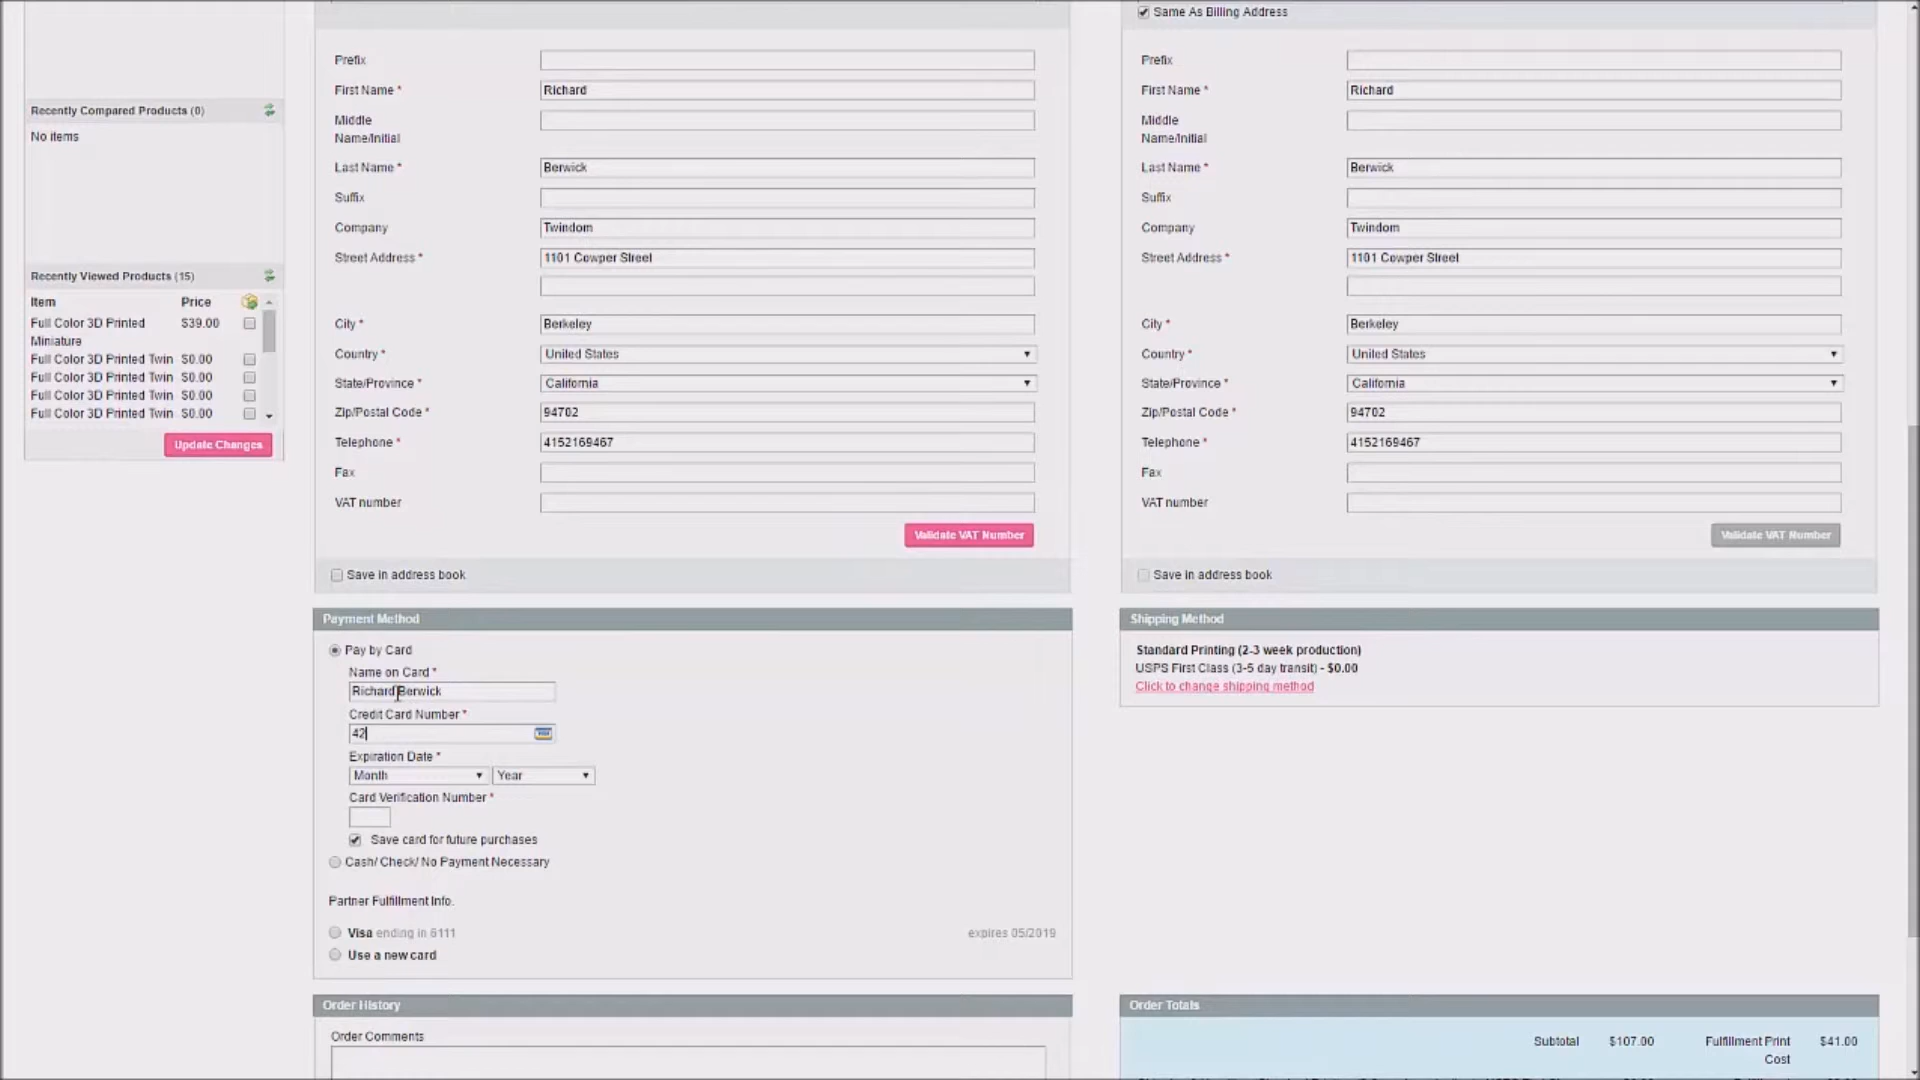 Same As Billing Address
Prefix
Prefix
First Name * Richard
First Name * Richard
Middle
Name/Initial
Middle
Name/Initial
Last Name * Berwick
Last Name * Berwick
Suffix
Suffix
Company Twindom
Company Twindom
Street Address * 1101 Cowper Street
Street Address * 1101 Cowper Street
City * Berkeley
City * Berkeley
Country * United States
Country * United States
State/Province * California
State/Province * California
Zip/Postal Code * 94702
Zip/Postal Code * 94702
Telephone * 4152169467
Telephone * 4152169467
Fax
Fax
VAT number
VAT number
Validate VAT Number
Validate VAT Number
Save in address book
Save in address book
Recently Compared Products (0)
No items
Recently Viewed Products (15)
Item Price
Full Color 3D Printed $39.00
Miniature
Full Color 3D Printed Twin $0.00
Full Color 3D Printed Twin $0.00
Full Color 3D Printed Twin $0.00
Full Color 3D Printed Twin $0.00
Update Changes
Payment Method
Pay by Card
Name on Card *
Richard Berwick
Credit Card Number *
42
Expiration Date *
Month Year
Card Verification Number *
Save card for future purchases
Cash/ Check/ No Payment Necessary
Partner Fulfillment Info.
Visa ending in 6111 expires 05/2019
Use a new card
Shipping Method
Standard Printing (2-3 week production)
USPS First Class (3-5 day transit) - $0.00
Click to change shipping method
Order History
Order Comments
Order Totals
Subtotal $107.00 Fulfillment Print $41.00
Cost